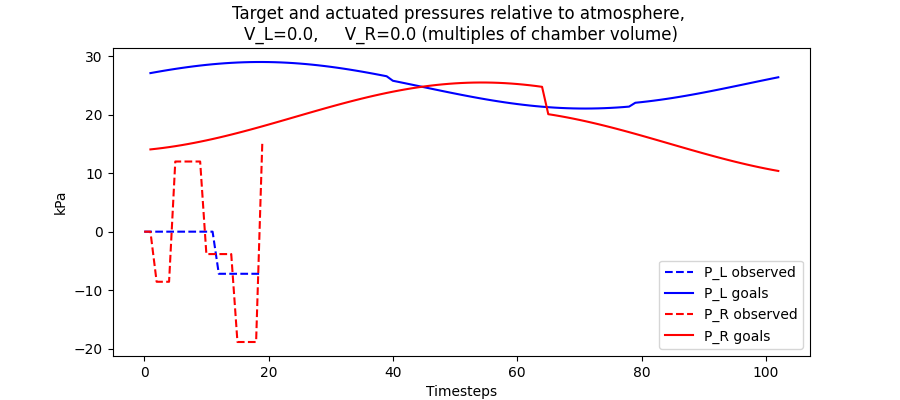 Target and actuated pressures relative to atmosphere,
V_L=0.0,     V_R=0.0 (multiples of chamber volume)
30
20
10
0
−10
−20
kPa
0
20
40
60
80
100
Timesteps
P_L observed
P_L goals
P_R observed
P_R goals